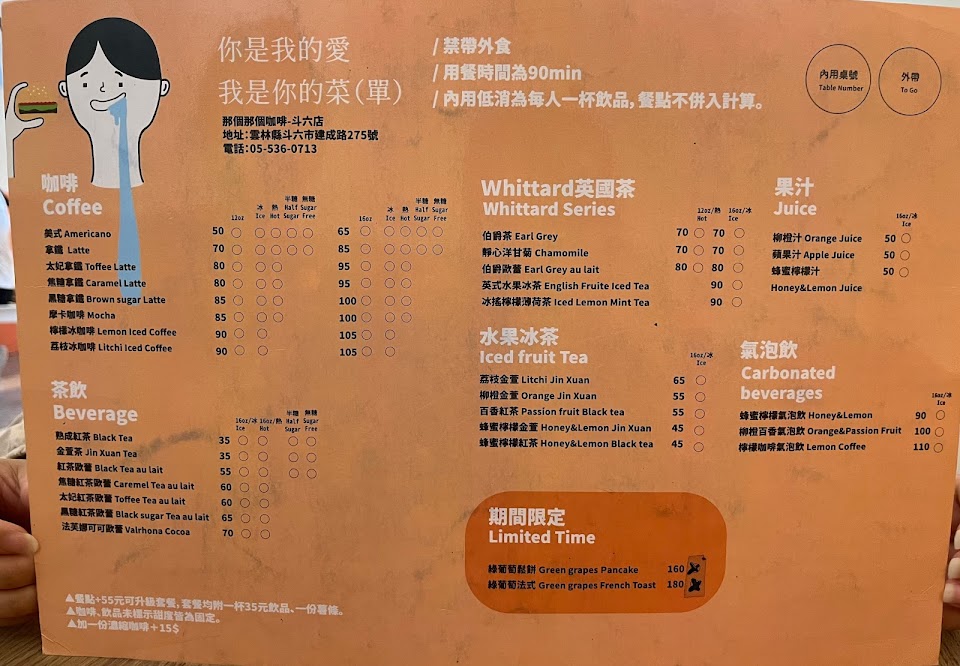 你是我的愛
我是你的菜(單)
/ 禁帶外食
/ 用餐時間為90min
/ 內用低消為每人一杯飲品, 餐點不併入計算。
內用桌號
Table Number
外帶
To Go
那個那個咖啡-斗六店
地址:雲林縣斗六市建成路275號
電話:05-536-0713
咖啡
Coffee
12oz 冰 Ice 熱 Hot 半糖 Half Sugar 無糖 Sugar Free 16oz 冰 Ice 熱 Hot 半糖 Half Sugar 無糖 Sugar Free
美式 Americano 50 65
拿鐵 Latte 70 85
太妃拿鐵 Toffee Latte 80 95
焦糖拿鐵 Caramel Latte 80 95
黑糖拿鐵 Brown sugar Latte 85 100
摩卡咖啡 Mocha 85 100
檸檬冰咖啡 Lemon Iced Coffee 90 105
荔枝冰咖啡 Litchi Iced Coffee 90 105
茶飲
Beverage
16oz/冰 Ice 16oz/熱 Hot 半糖 Half Sugar 無糖 Sugar Free
熟成紅茶 Black Tea 35
金萱茶 Jin Xuan Tea 35
紅茶歐蕾 Black Tea au lait 55
焦糖紅茶歐蕾 Caremel Tea au lait 60
太妃紅茶歐蕾 Toffee Tea au lait 60
黑糖紅茶歐蕾 Black sugar Tea au lait 65
法芙娜可可歐蕾 Valrhona Cocoa 70
▲餐點+55元可升級套餐, 套餐均附一杯35元飲品、一份薯條。
▲咖啡、飲品未標示甜度皆為固定。
▲加一份濃縮咖啡+15$
Whittard英國茶
Whittard Series
12oz/熱 Hot 16oz/冰 Ice
伯爵茶 Earl Grey 70 70
靜心洋甘菊 Chamomile 70 70
伯爵歐蕾 Earl Grey au lait 80 80
英式水果冰茶 English Fruite Iced Tea 90
冰搖檸檬薄荷茶 Iced Lemon Mint Tea 90
水果冰茶
Iced fruit Tea
16oz/冰 Ice
荔枝金萱 Litchi Jin Xuan 65
柳橙金萱 Orange Jin Xuan 55
百香紅茶 Passion fruit Black tea 55
蜂蜜檸檬金萱 Honey&Lemon Jin Xuan 45
蜂蜜檸檬紅茶 Honey&Lemon Black tea 45
果汁
Juice
16oz/冰 Ice
柳橙汁 Orange Juice 50
蘋果汁 Apple Juice 50
蜂蜜檸檬汁 50
Honey&Lemon Juice
氣泡飲
Carbonated
beverages
16oz/冰 Ice
蜂蜜檸檬氣泡飲 Honey&Lemon 90
柳橙百香氣泡飲 Orange&Passion Fruit 100
檸檬咖啡氣泡飲 Lemon Coffee 110
期間限定
Limited Time
綠葡萄鬆餅 Green grapes Pancake 160
綠葡萄法式 Green grapes French Toast 180